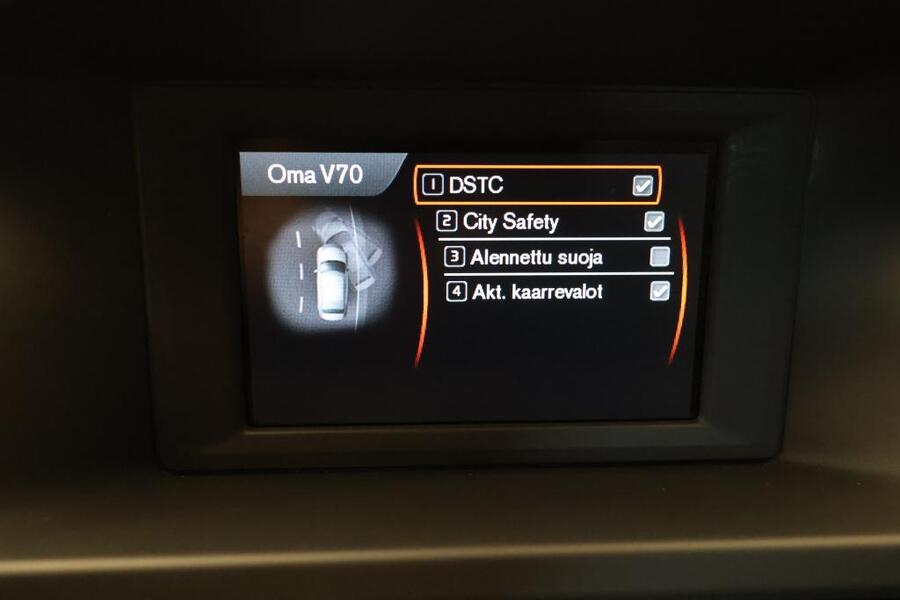 Oma V70
1 DSTC
2 City Safety
3 Alennettu suoja
4 Akt. kaarrevalot